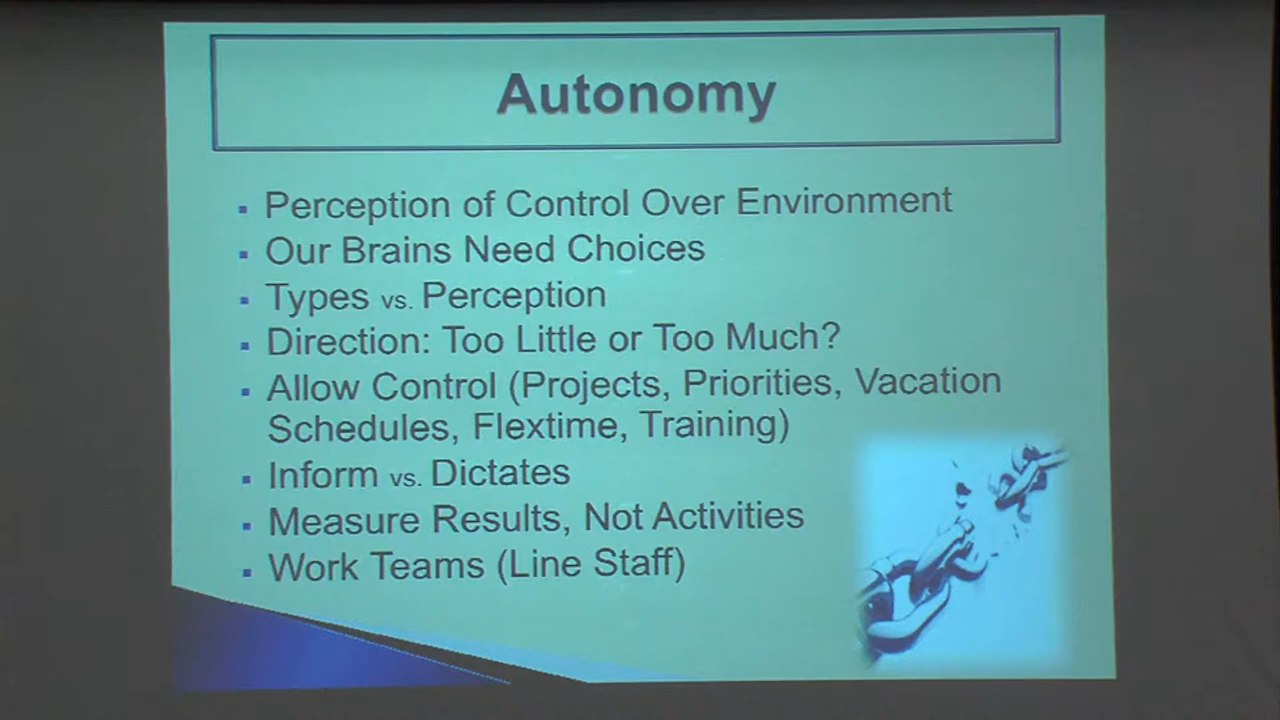 Autonomy
▪ Perception of Control Over Environment
▪ Our Brains Need Choices
▪ Types vs. Perception
▪ Direction: Too Little or Too Much?
▪ Allow Control (Projects, Priorities, Vacation
Schedules, Flextime, Training)
▪ Inform vs. Dictates
▪ Measure Results, Not Activities
▪ Work Teams (Line Staff)